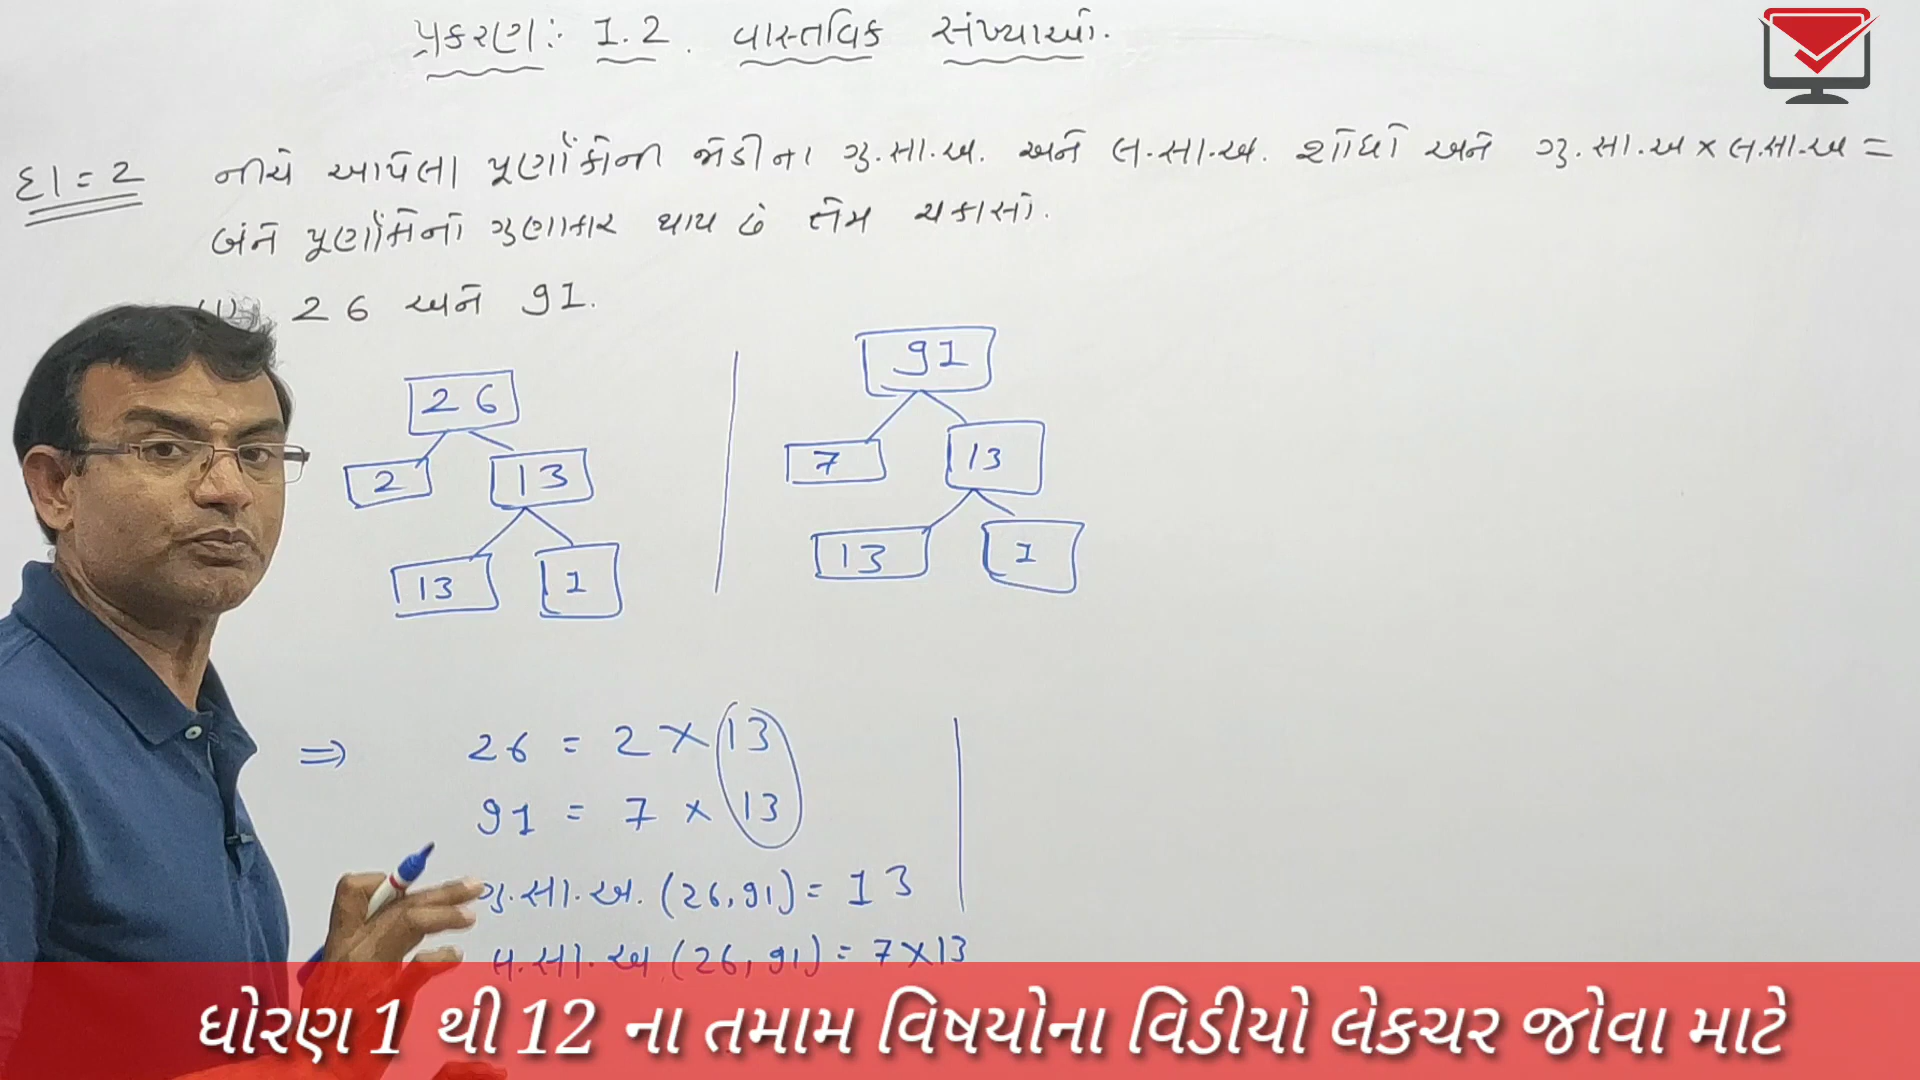 પ્રકરણ: 1.2. વાસ્તવિક સંખ્યાઓ.
દા = 2 નીચે આપેલા પૂર્ણાંકોની જોડીના ગુ.સા.અ. અને લ.સા.અ. શોધો અને ગુ.સા.અ × લ.સા.અ =
બંને પૂર્ણાંકોનો ગુણાકાર થાય છે તેમ ચકાસો.
(1) 26 અને 91.
26
91
2 13
7 13
13 1
13 1
⇒ 26 = 2 × 13
91 = 7 × 13
ગુ.સા.અ. (26,91) = 13
લ.સા.અ (26,91) = 7×13
ધોરણ 1 થી 12 ના તમામ વિષયોના વિડીયો લેકચર જોવા માટે